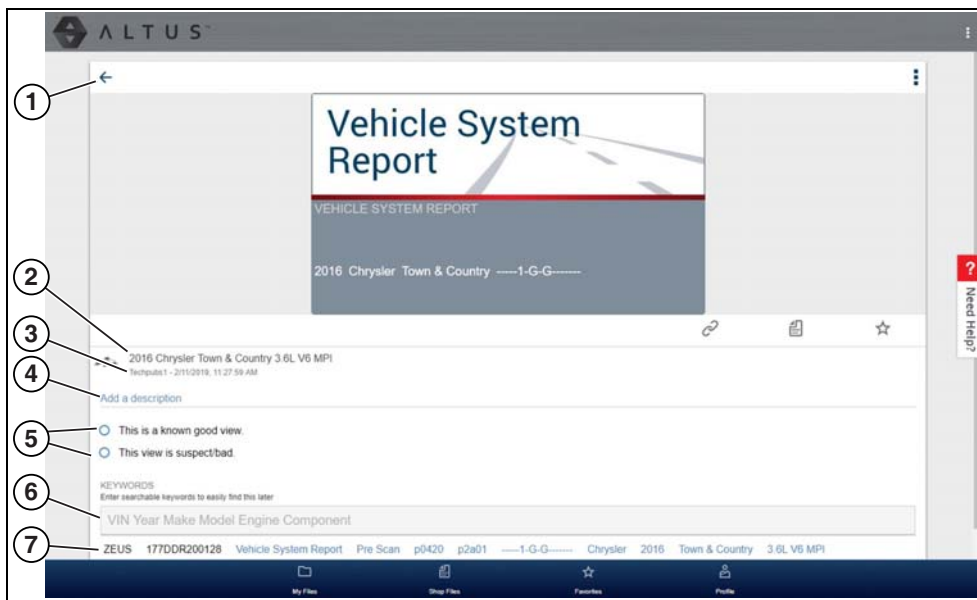 ALTUS™
1
Vehicle System
Report
VEHICLE SYSTEM REPORT
2016 Chrysler Town & Country -----1-G-G-------
2
3
4
5
6
7
2016 Chrysler Town & Country 3.6L V6 MPI
Techpubs1 - 2/11/2019, 11:27:59 AM
Add a description
This is a known good view.
This view is suspect/bad.
KEYWORDS
Enter searchable keywords to easily find this later
VIN Year Make Model Engine Component
ZEUS 177DDR200128 Vehicle System Report Pre Scan p0420 p2a01 -----1-G-G------- Chrysler 2016 Town & Country 3.6L V6 MPI
My Files Shop Files Favorites Profile
? Need Help?